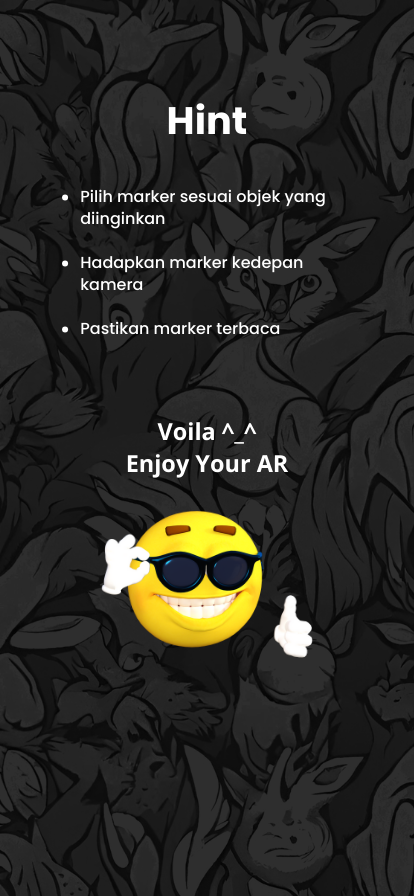 Hint
• Pilih marker sesuai objek yang
diinginkan
• Hadapkan marker kedepan
kamera
• Pastikan marker terbaca
Voila ^_^
Enjoy Your AR